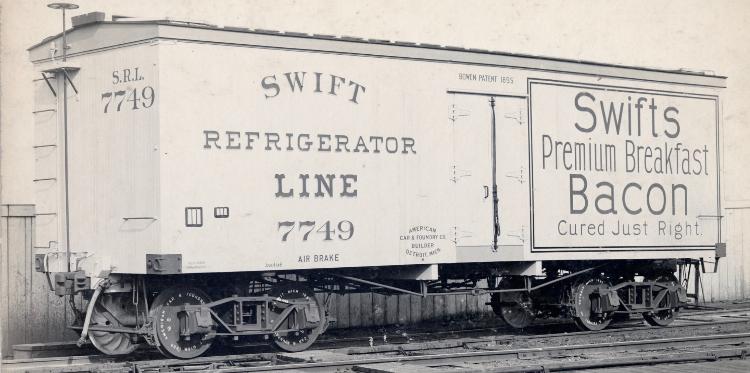 S.R.L.
7749
SWIFT
REFRIGERATOR
LINE
7749
AIR BRAKE
BOWEN PATENT 1895
AMERICAN
CAR & FOUNDRY CO.
BUILDER
DETROIT, MICH.
Swifts
Premium Breakfast
Bacon
Cured Just Right.